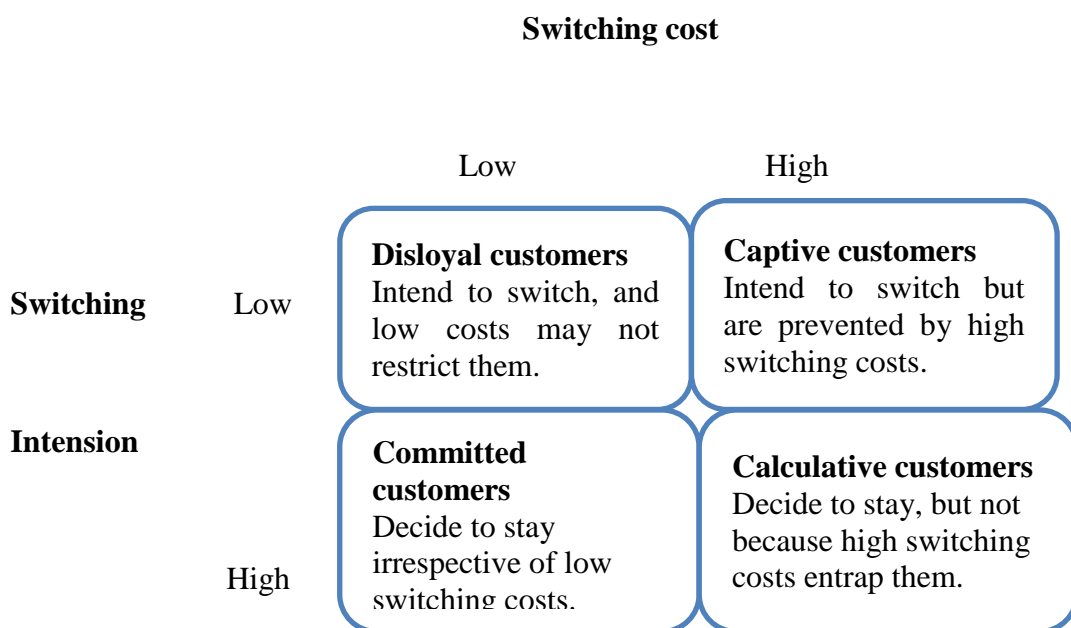 Switching cost
Low
High
Disloyal customers
Intend to switch, and
low costs may not
restrict them.
Captive customers
Intend to switch but
are prevented by high
switching costs.
Switching
Low
Intension
Committed
customers
Decide to stay
irrespective of low
switching costs.
Calculative customers
Decide to stay, but not
because high switching
costs entrap them.
High